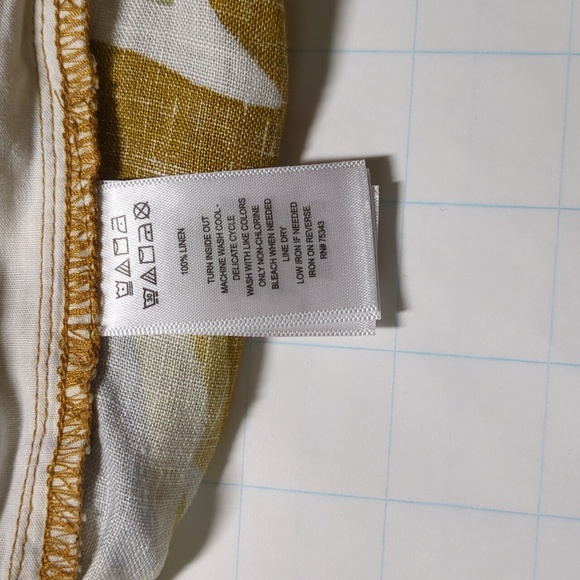 100% LINEN
TURN INSIDE OUT
MACHINE WASH COOL -
DELICATE CYCLE
WASH WITH LIKE COLORS
ONLY NON-CHLORINE
BLEACH WHEN NEEDED
LINE DRY
LOW IRON IF NEEDED
IRON ON REVERSE
RN# 75343